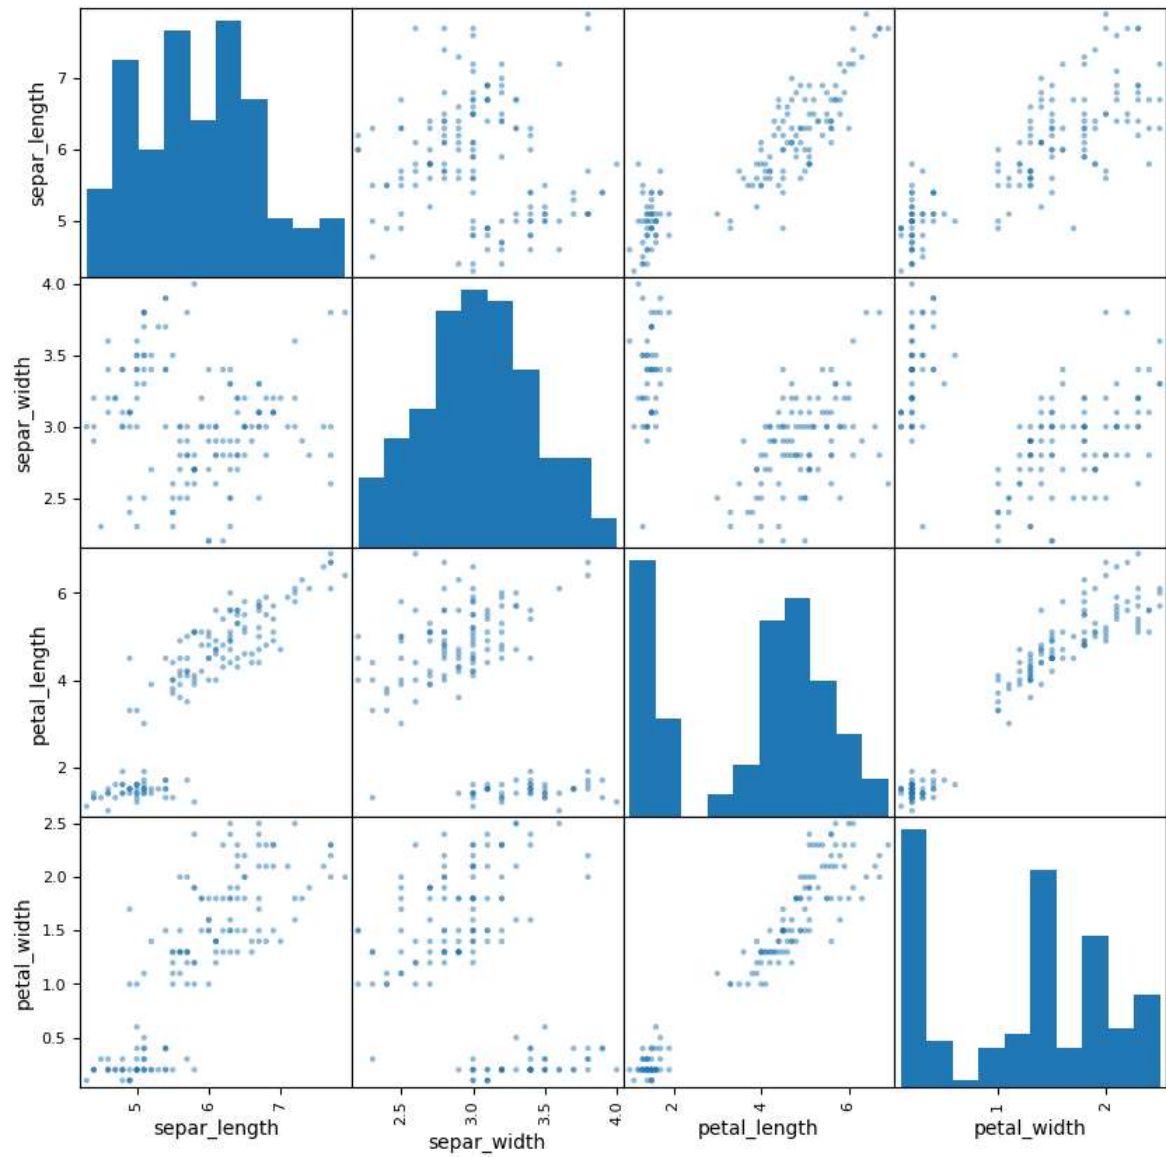 separ_length
7
6
5
separ_width
4.0
3.5
3.0
2.5
petal_length
6
4
2
petal_width
2.5
2.0
1.5
1.0
0.5
5 6 7
2.5 3.0 3.5 4.0
2 4 6
1 2
separ_length separ_width petal_length petal_width